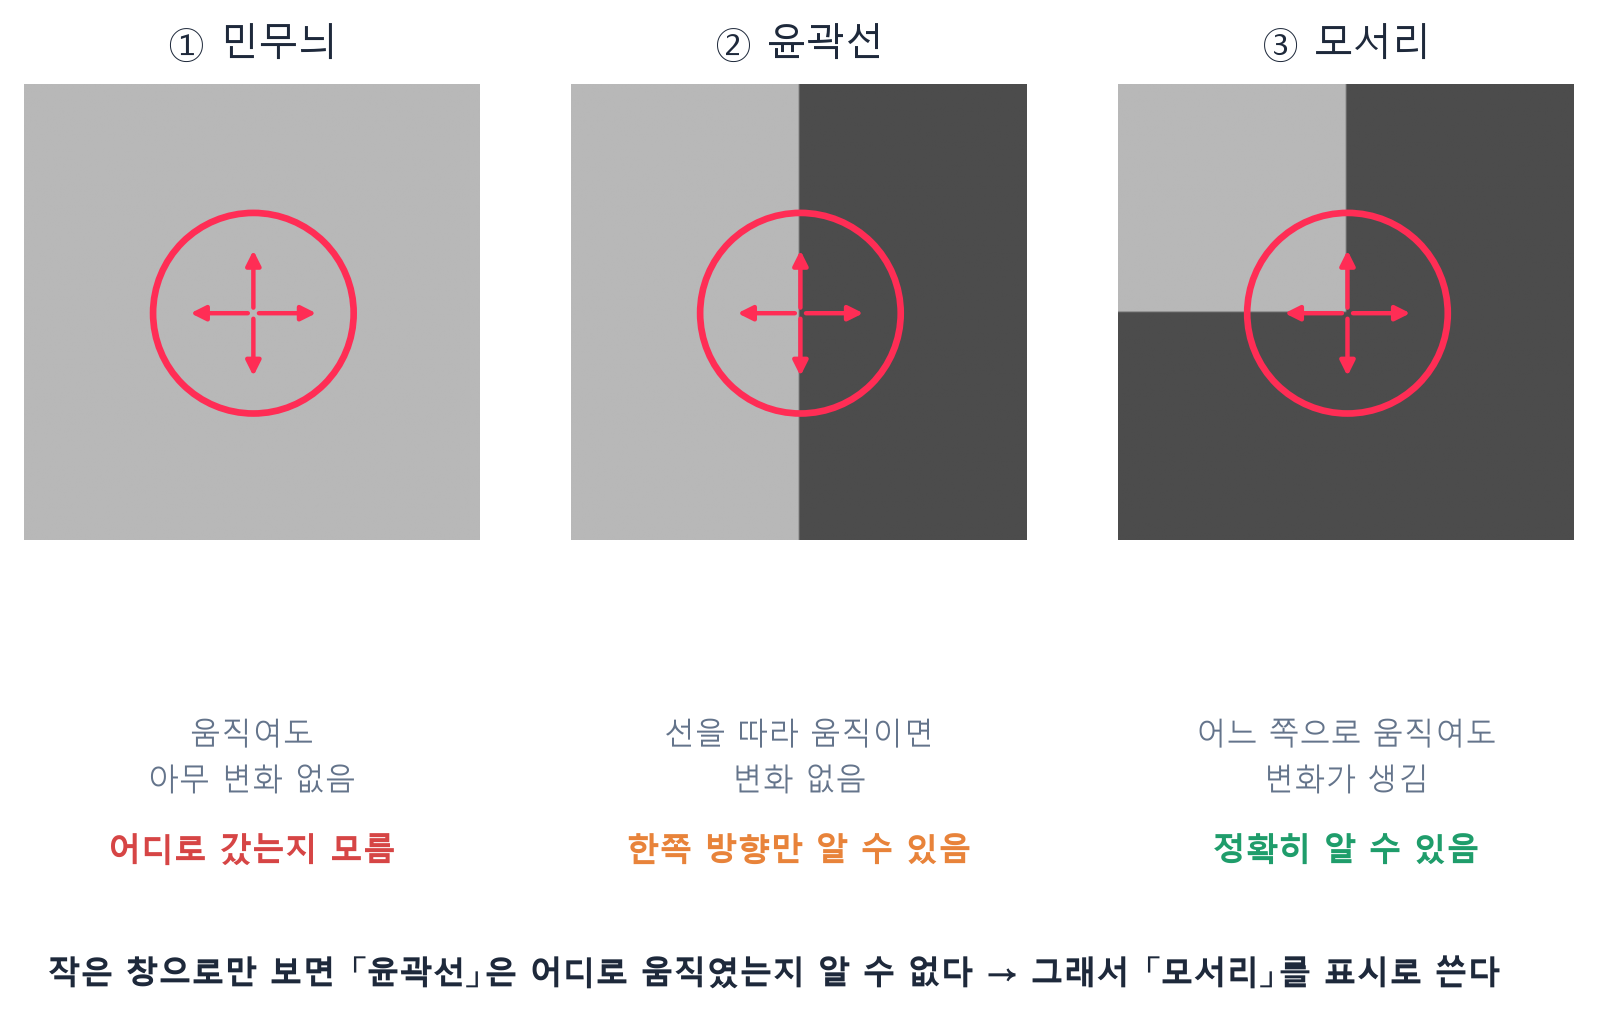 ① 민무늬
② 윤곽선
③ 모서리
움직여도
아무 변화 없음
어디로 갔는지 모름
선을 따라 움직이면
변화 없음
한쪽 방향만 알 수 있음
어느 쪽으로 움직여도
변화가 생김
정확히 알 수 있음
작은 창으로만 보면 「윤곽선」은 어디로 움직였는지 알 수 없다 → 그래서 「모서리」를 표시로 쓴다